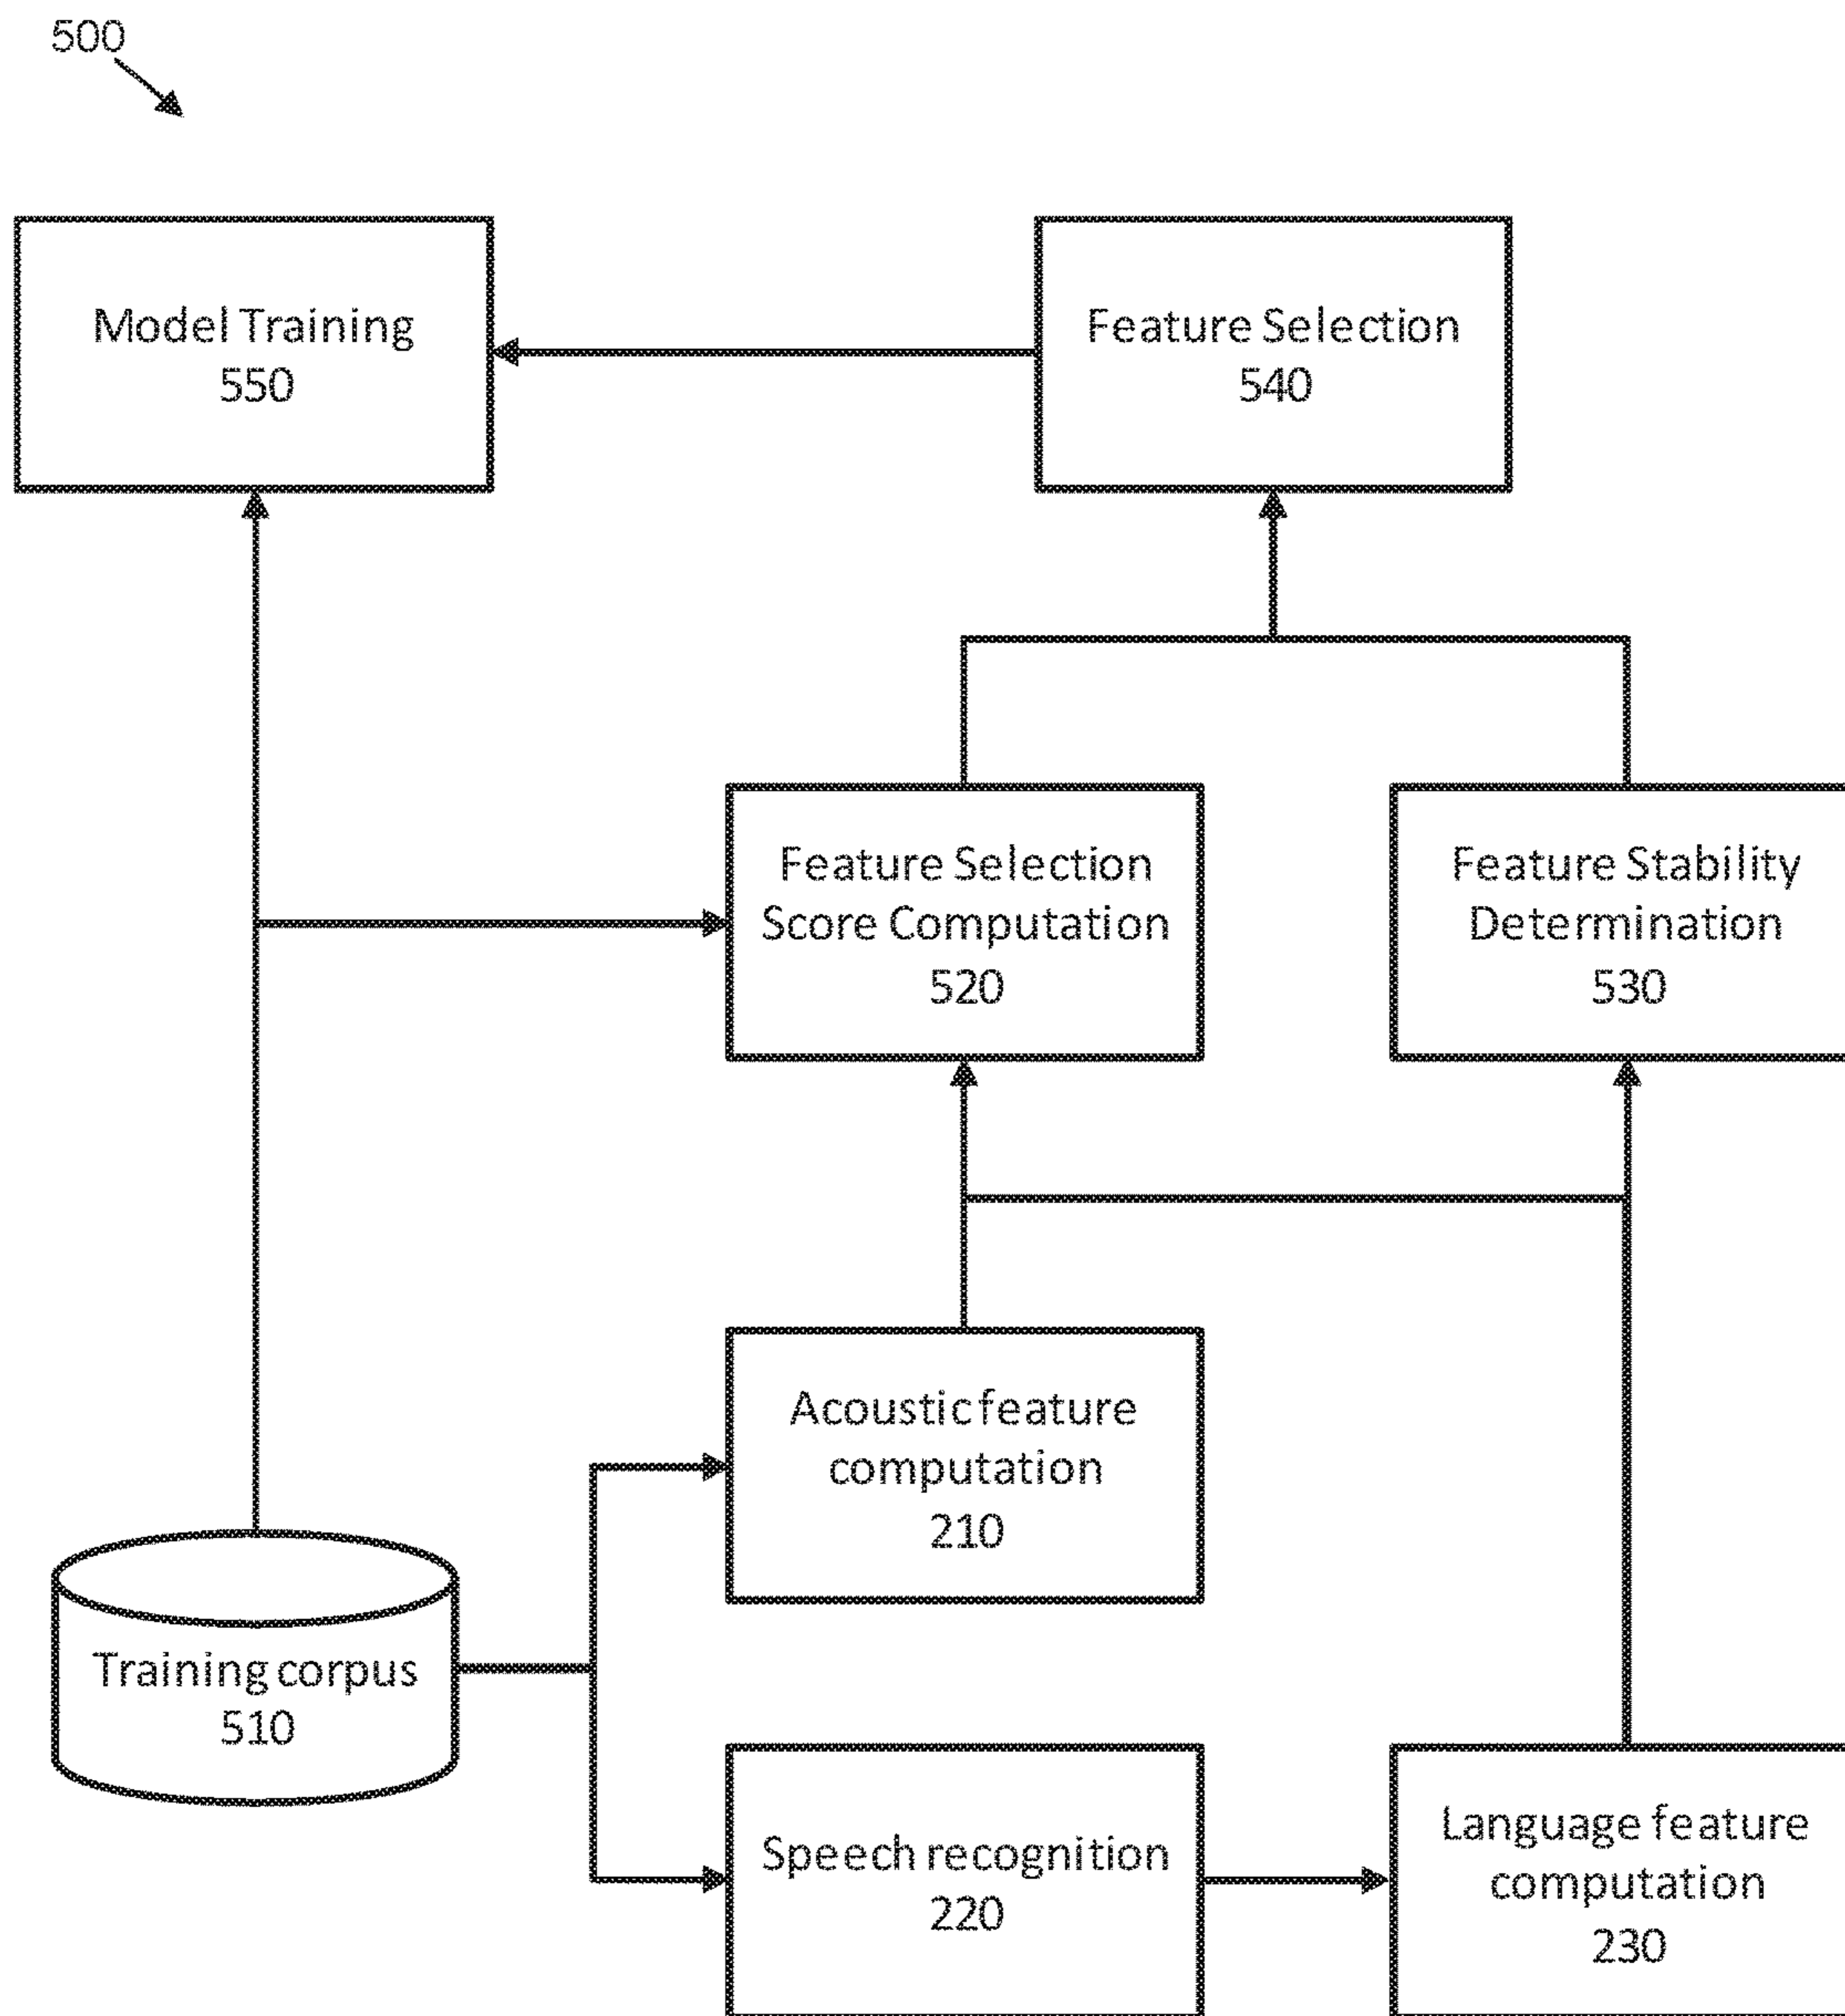 500
Model Training
550
Feature Selection
540
Feature Selection
Score Computation
520
Feature Stability
Determination
530
Acoustic feature
computation
210
Training corpus
510
Speech recognition
220
Language feature
computation
230